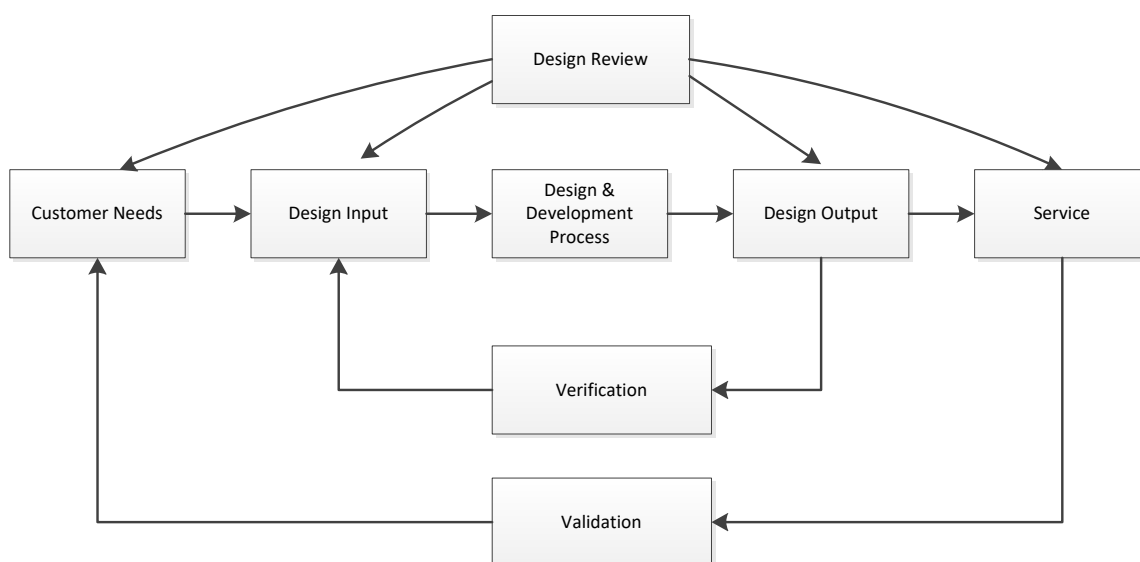 Design Review
Customer Needs
Design Input
Design &
Development
Process
Design Output
Service
Verification
Validation